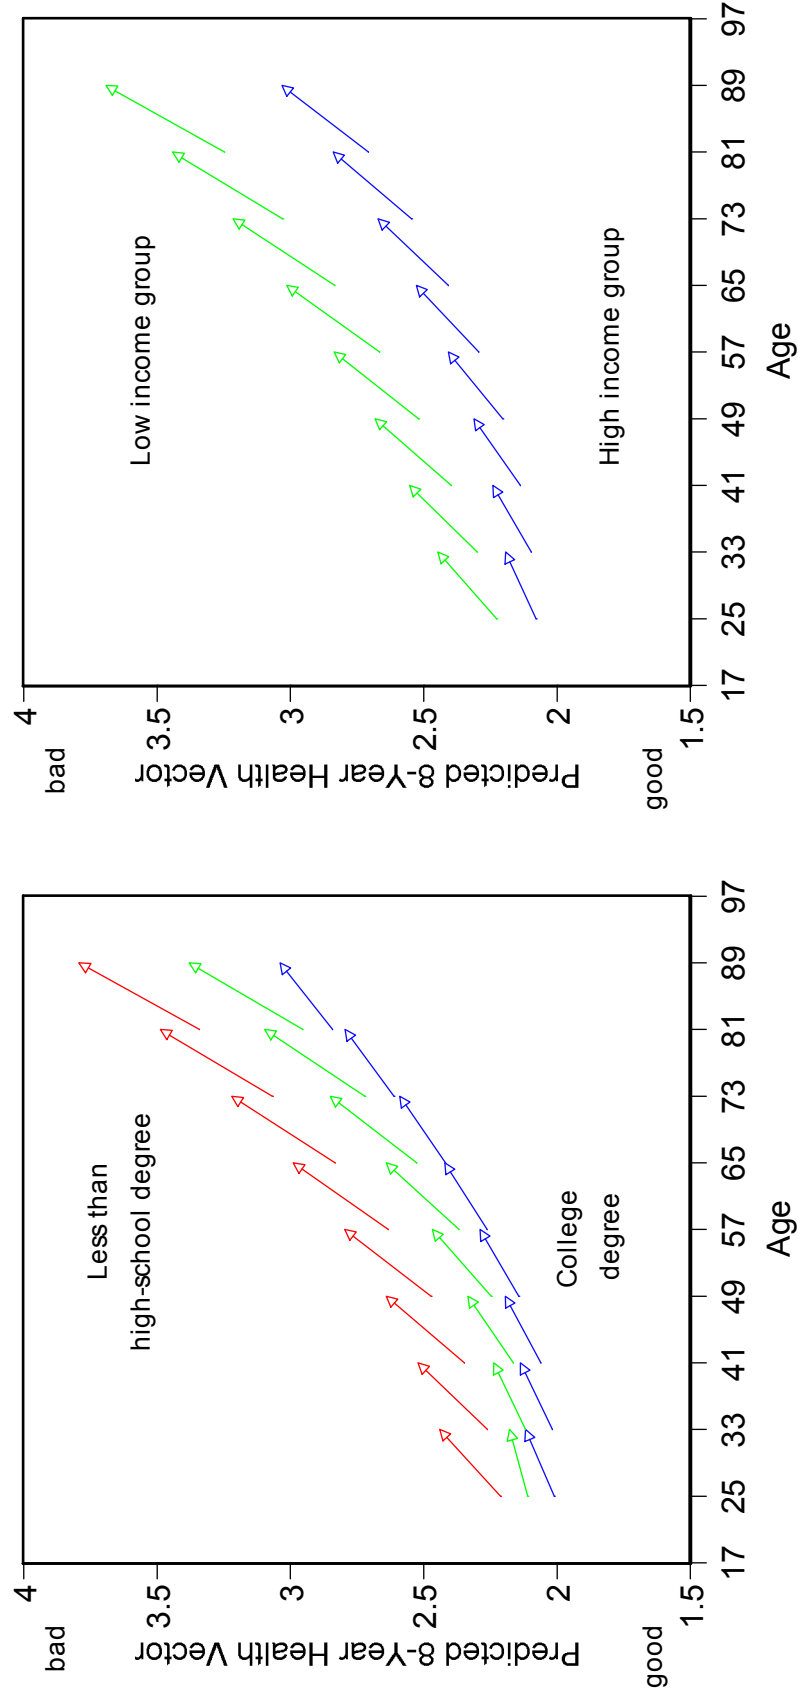 4
3.5
3
2.5
2
1.5
bad
good
Predicted 8-Year Health Vector
17
25
33
41
49
57
65
73
81
89
97
Age
Less than
high-school degree
College
degree
4
3.5
3
2.5
2
1.5
bad
good
Predicted 8-Year Health Vector
17
25
33
41
49
57
65
73
81
89
97
Age
Low income group
High income group